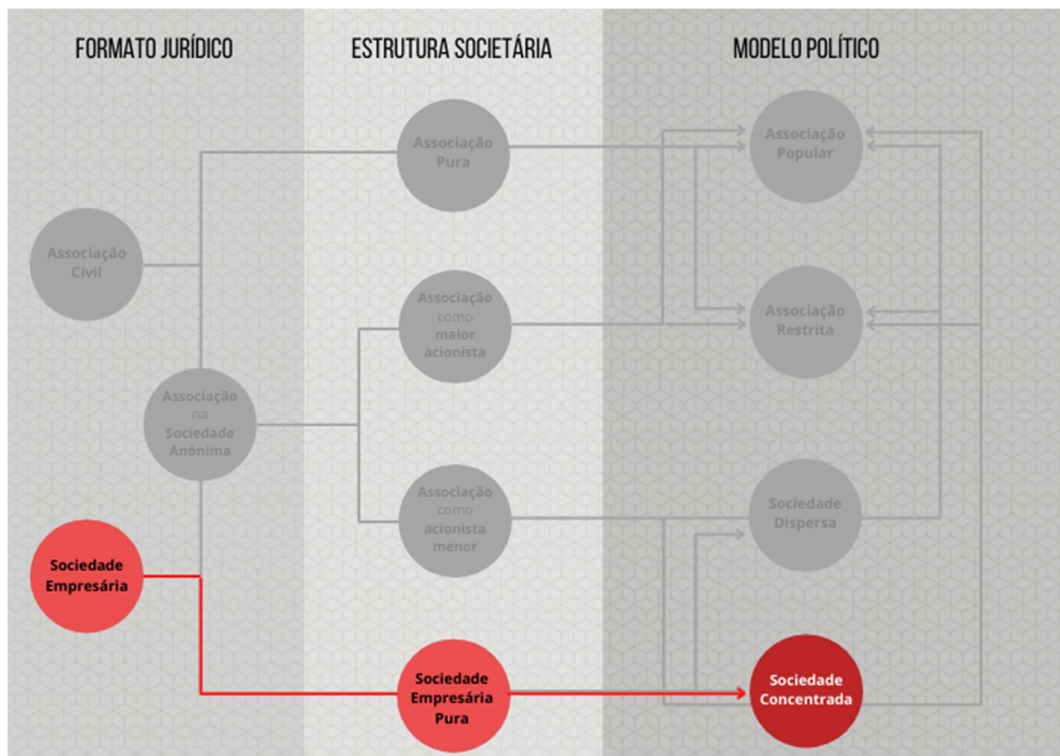 FORMATO JURÍDICO
ESTRUTURA SOCIETÁRIA
MODELO POLÍTICO
Associação
Civil
Associação
na
Sociedade
Anônima
Sociedade
Empresária
Associação
Pura
Associação
como
maior
acionista
Associação
como
acionista
menor
Sociedade
Empresária
Pura
Associação
Popular
Associação
Restrita
Sociedade
Dispersa
Sociedade
Concentrada